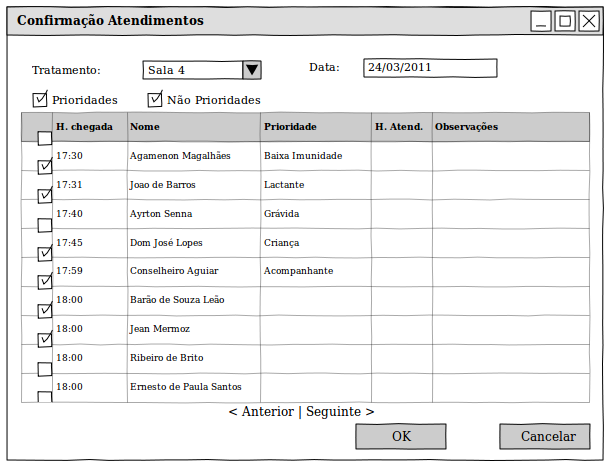 Confirmação Atendimentos
Tratamento: Sala 4 Data: 24/03/2011
Prioridades Não Prioridades
H. chegada Nome Prioridade H. Atend. Observações
17:30 Agamenon Magalhães Baixa Imunidade
17:31 Joao de Barros Lactante
17:40 Ayrton Senna Grávida
17:45 Dom José Lopes Criança
17:59 Conselheiro Aguiar Acompanhante
18:00 Barão de Souza Leão
18:00 Jean Mermoz
18:00 Ribeiro de Brito
18:00 Ernesto de Paula Santos
< Anterior | Seguinte >
OK Cancelar